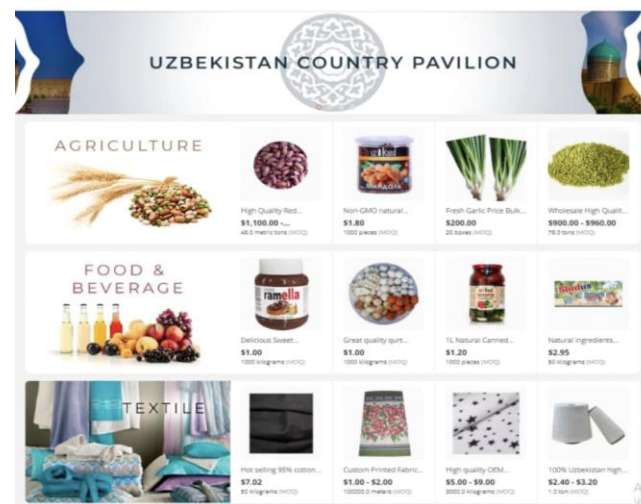 UZBEKISTAN COUNTRY PAVILION
AGRICULTURE
High Quality Red...
$1,100.00 -...
48.0 metric tons (MOQ)
Non-GMO natural...
$1.80
1000 pieces (MOQ)
Fresh Garlic Price Bulk...
$200.00
20 boxes (MOQ)
Wholesale High Qualit...
$900.00 - $960.00
76.0 tons (MOQ)
FOOD &
BEVERAGE
ramella
Delicious Sweet...
$1.00
1000 kilograms (MOQ)
Great quality qurt...
$1.00
1000 kilograms (MOQ)
1L Natural Canned...
$1.20
1000 pieces (MOQ)
Natural ingredients...
$2.95
50 kilograms (MOQ)
TEXTILE
Hot selling 95% cotton...
$7.02
50 kilograms (MOQ)
Custom Printed Fabric...
$1.00 - $2.00
100000.0 meters (MOQ)
High quality OEM...
$5.00 - $9.00
3000.0 kilograms (MOQ)
100% Uzbekistan high...
$2.40 - $3.20
1.0 ton (MOQ)